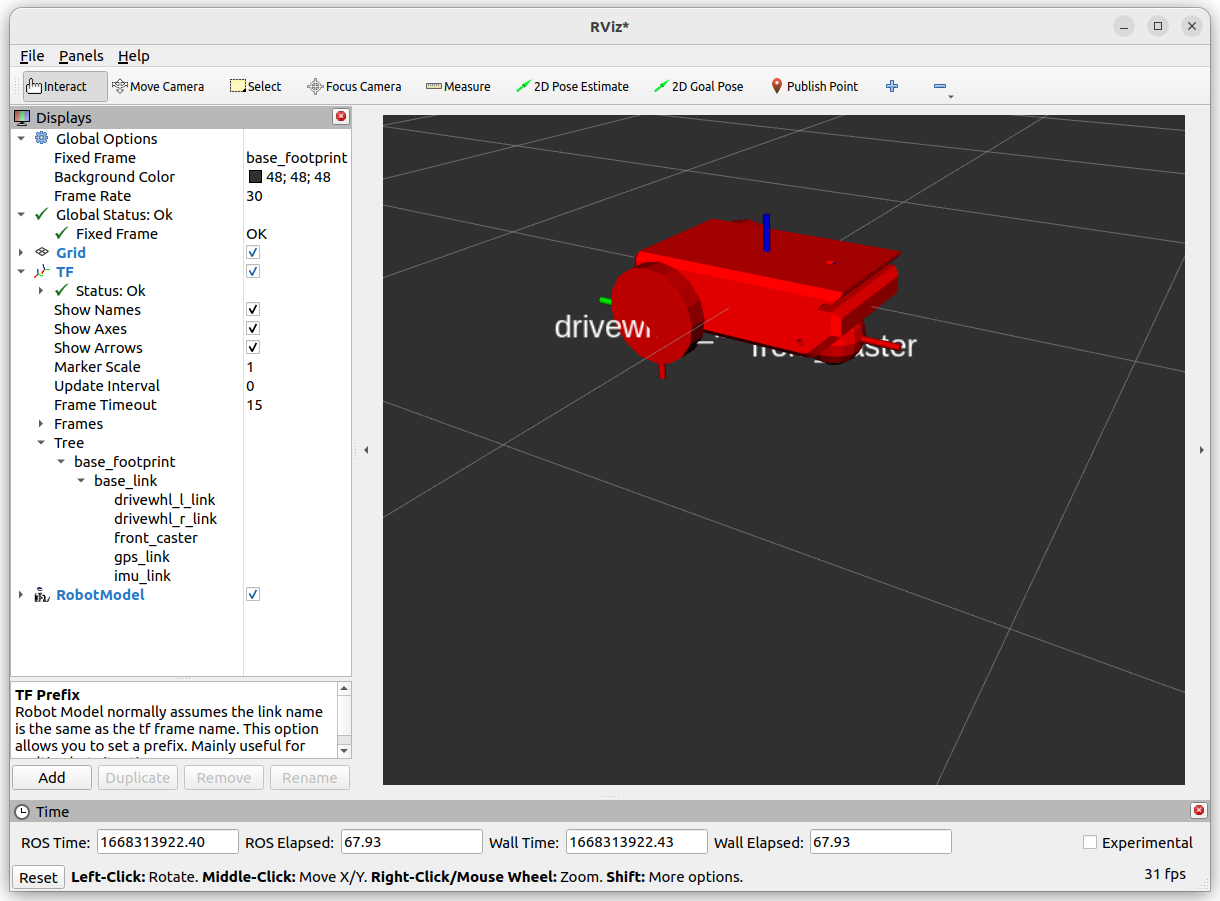 RViz*
File Panels Help
Interact Move Camera Select Focus Camera Measure 2D Pose Estimate 2D Goal Pose Publish Point
Displays
Global Options
Fixed Frame base_footprint
Background Color 48; 48; 48
Frame Rate 30
Global Status: Ok
Fixed Frame OK
Grid
TF
Status: Ok
Show Names
Show Axes
Show Arrows
Marker Scale 1
Update Interval 0
Frame Timeout 15
Frames
Tree
base_footprint
base_link
drivewhl_l_link
drivewhl_r_link
front_caster
gps_link
imu_link
RobotModel
TF Prefix
Robot Model normally assumes the link name
is the same as the tf frame name. This option
allows you to set a prefix. Mainly useful for
Add Duplicate Remove Rename
Time
ROS Time: 1668313922.40 ROS Elapsed: 67.93 Wall Time: 1668313922.43 Wall Elapsed: 67.93 Experimental
Reset Left-Click: Rotate. Middle-Click: Move X/Y. Right-Click/Mouse Wheel: Zoom. Shift: More options. 31 fps